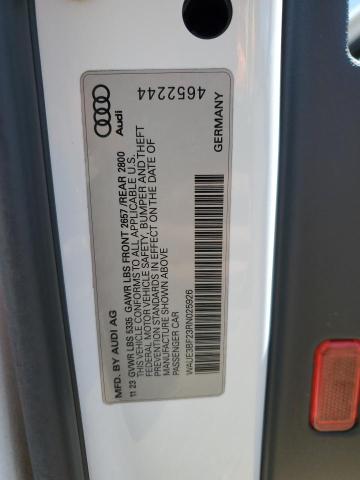 MFD. BY AUDI AG
11 23 GVWR LBS 5335 GAWR LBS FRONT 2657 /REAR 2800
THIS VEHICLE CONFORMS TO ALL APPLICABLE U.S.
FEDERAL MOTOR VEHICLE SAFETY, BUMPER AND THEFT
PREVENTION STANDARDS IN EFFECT ON THE DATE OF
MANUFACTURE SHOWN ABOVE.
PASSENGER CAR
WAUE3BF23RN025926
Audi
4652244
GERMANY